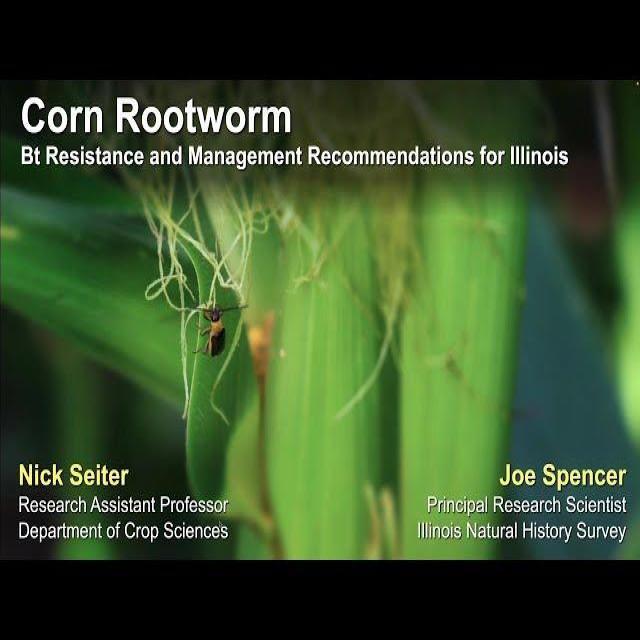 Corn Rootworm
Bt Resistance and Management Recommendations for Illinois
Nick Seiter
Research Assistant Professor
Department of Crop Sciences
Joe Spencer
Principal Research Scientist
Illinois Natural History Survey